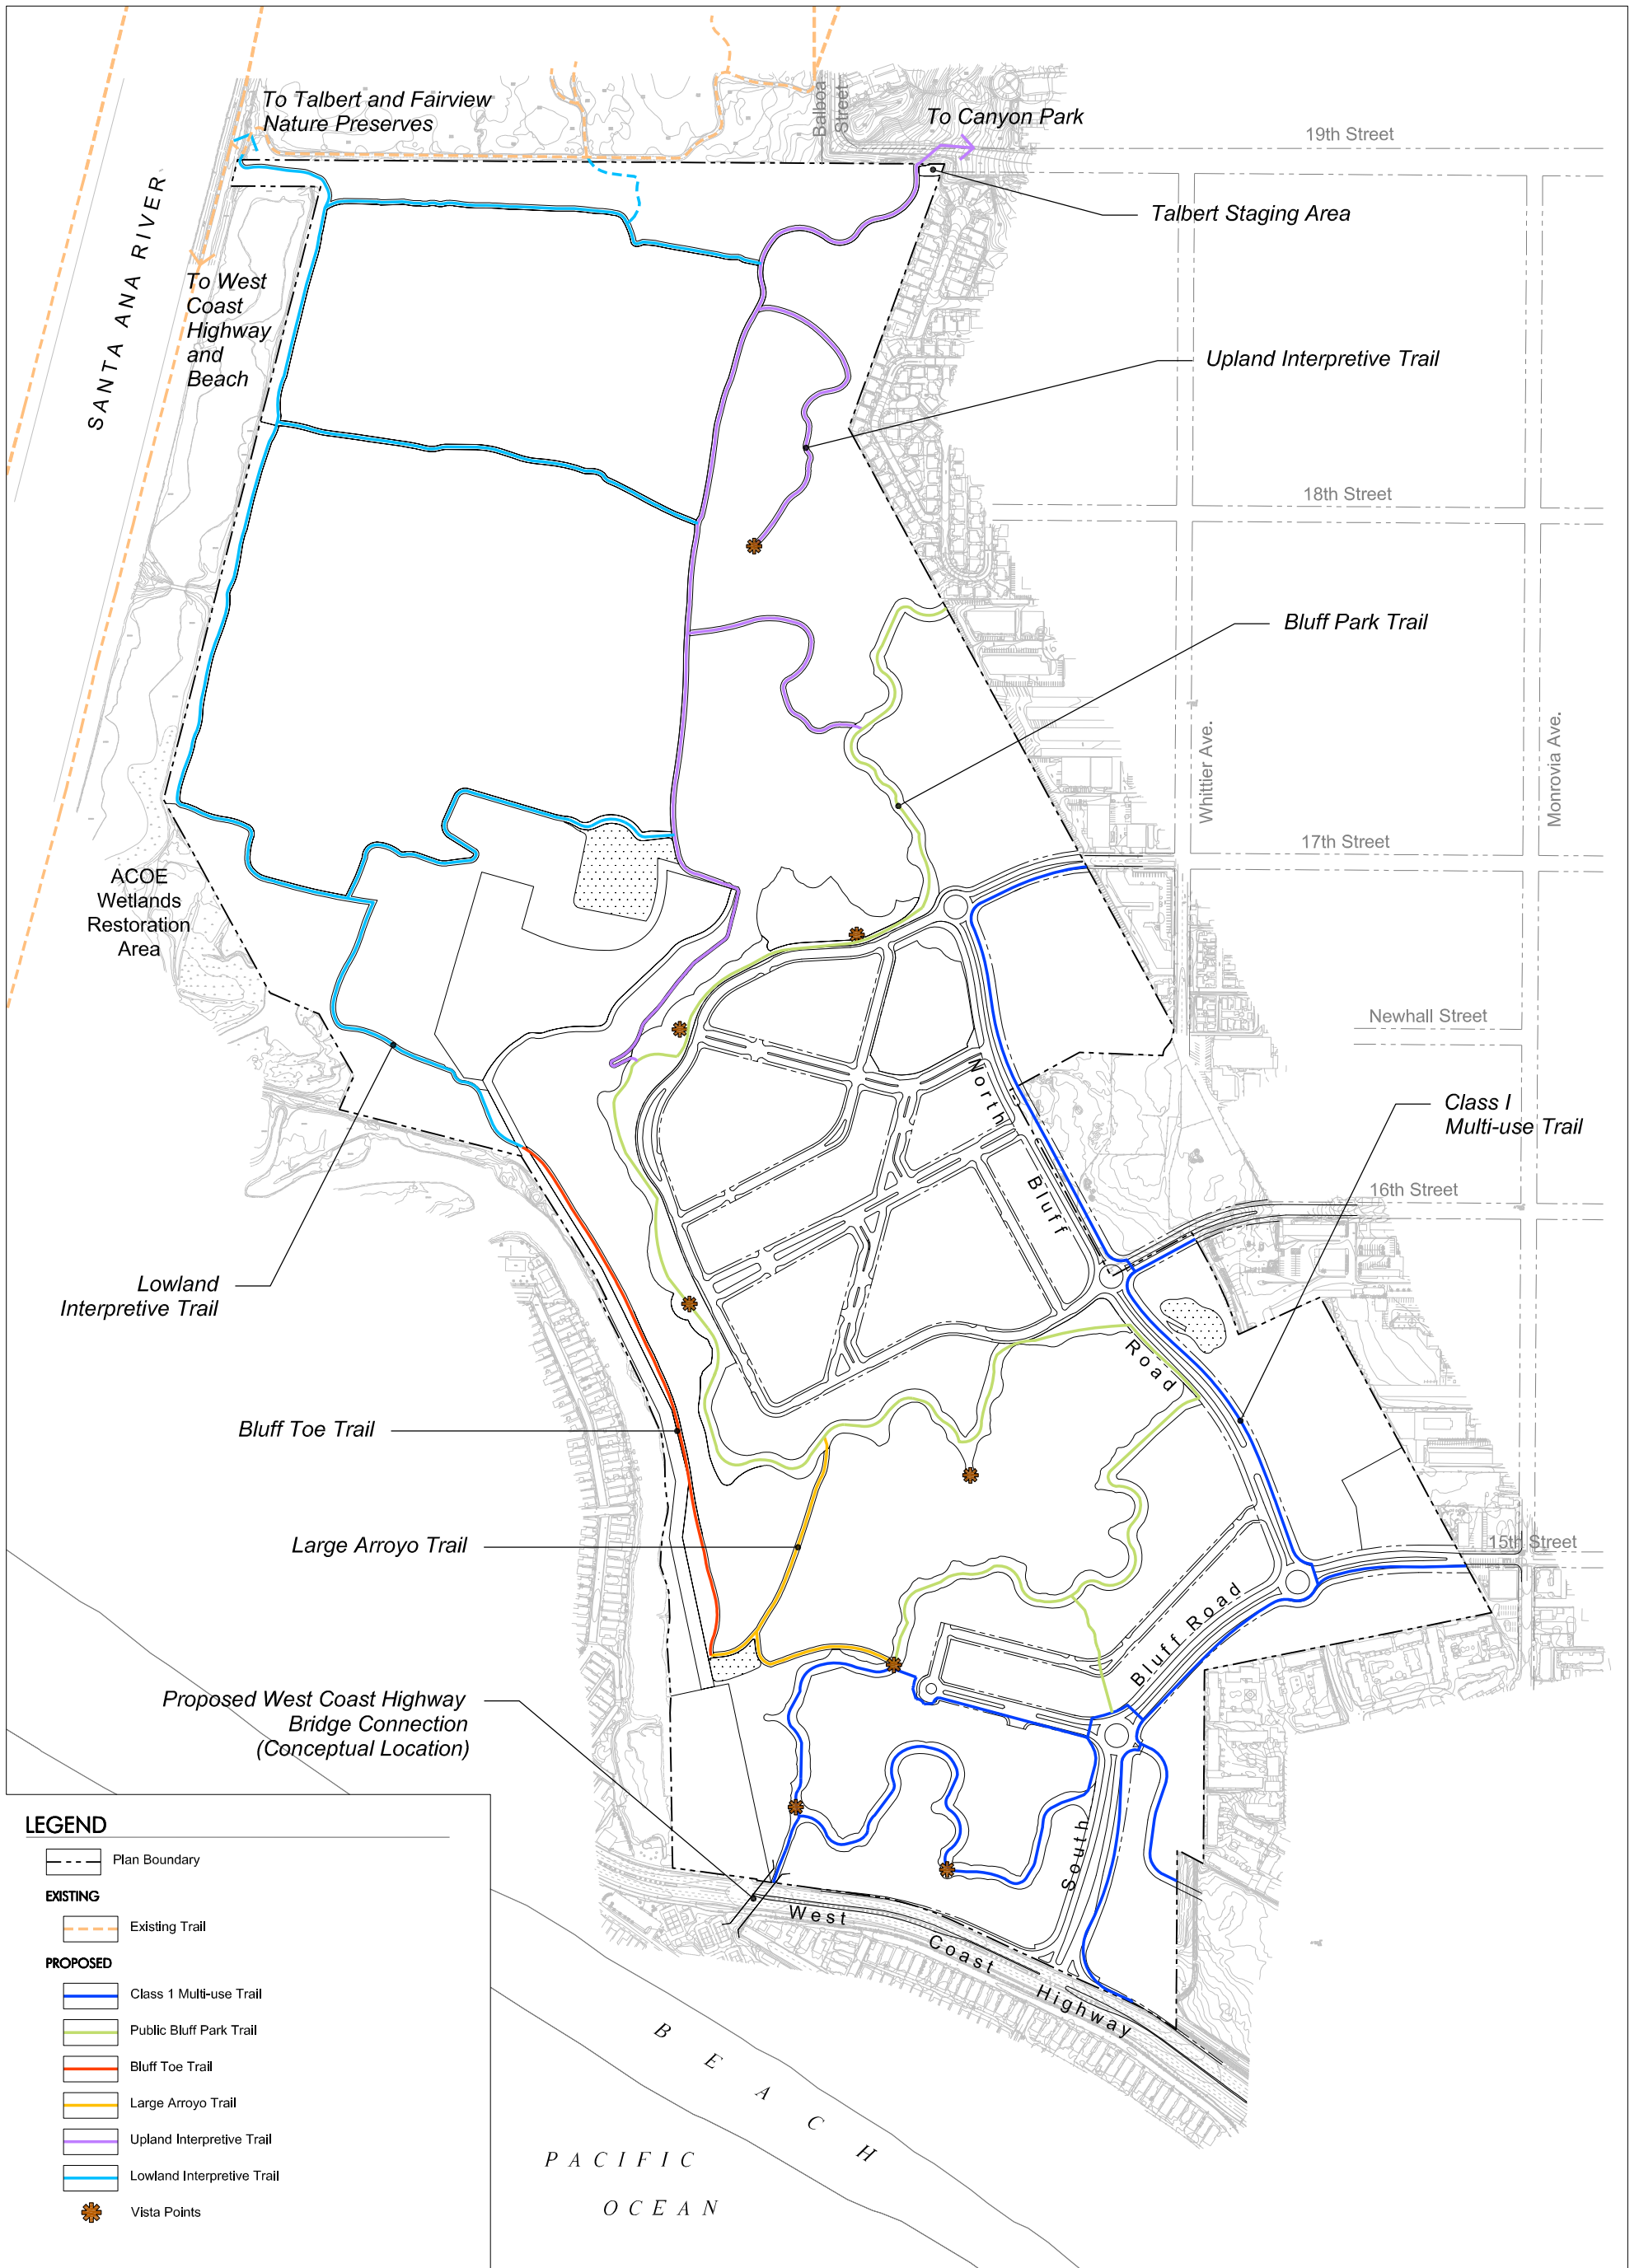 To Talbert and Fairview
Nature Preserves
Balboa
Street
To Canyon Park
19th Street
SANTA ANA RIVER
Talbert Staging Area
To West
Coast
Highway
and
Beach
Upland Interpretive Trail
18th Street
Bluff Park Trail
Whittier Ave.
Monrovia Ave.
17th Street
ACOE
Wetlands
Restoration
Area
Newhall Street
North Bluff Road
Class I
Multi-use Trail
16th Street
Lowland
Interpretive Trail
Bluff Toe Trail
Large Arroyo Trail
15th Street
South Bluff Road
Proposed West Coast Highway
Bridge Connection
(Conceptual Location)
West Coast Highway
BEACH
PACIFIC
OCEAN
LEGEND
Plan Boundary
EXISTING
Existing Trail
PROPOSED
Class 1 Multi-use Trail
Public Bluff Park Trail
Bluff Toe Trail
Large Arroyo Trail
Upland Interpretive Trail
Lowland Interpretive Trail
Vista Points